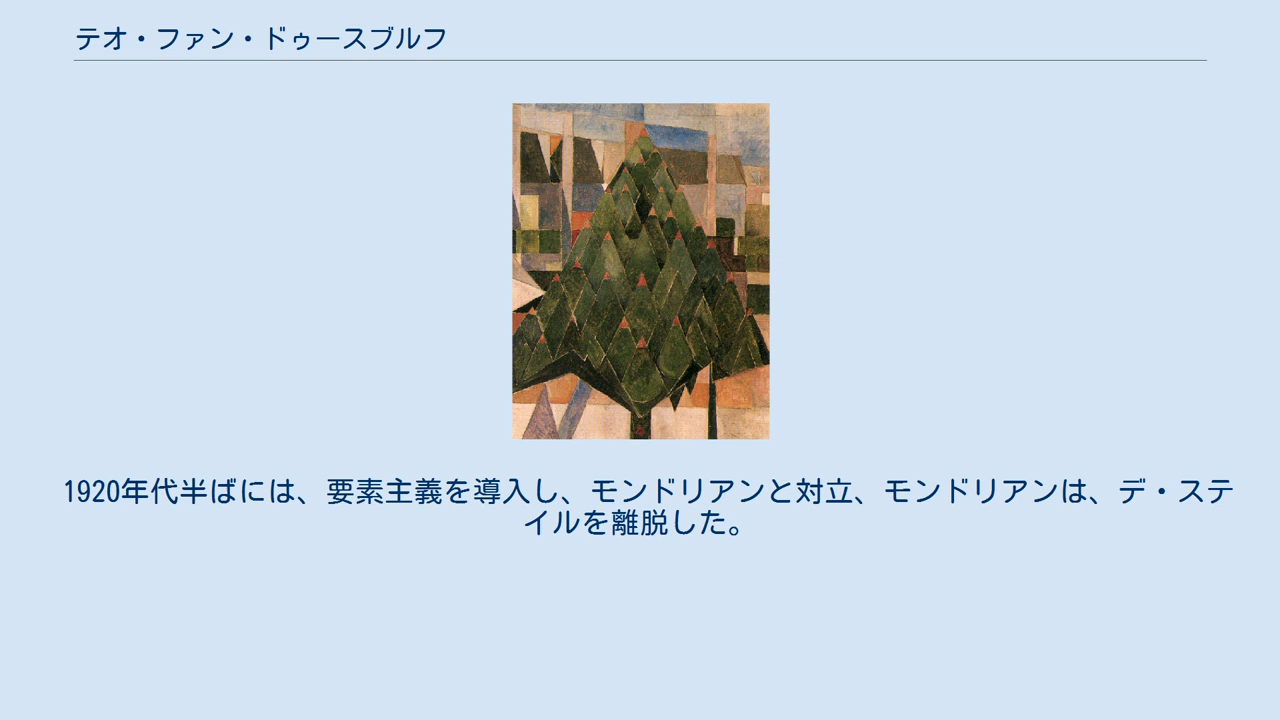 テオ・ファン・ドゥースブルフ
1920年代半ばには、要素主義を導入し、モンドリアンと対立、モンドリアンは、デ・ステ
イルを離脱した。